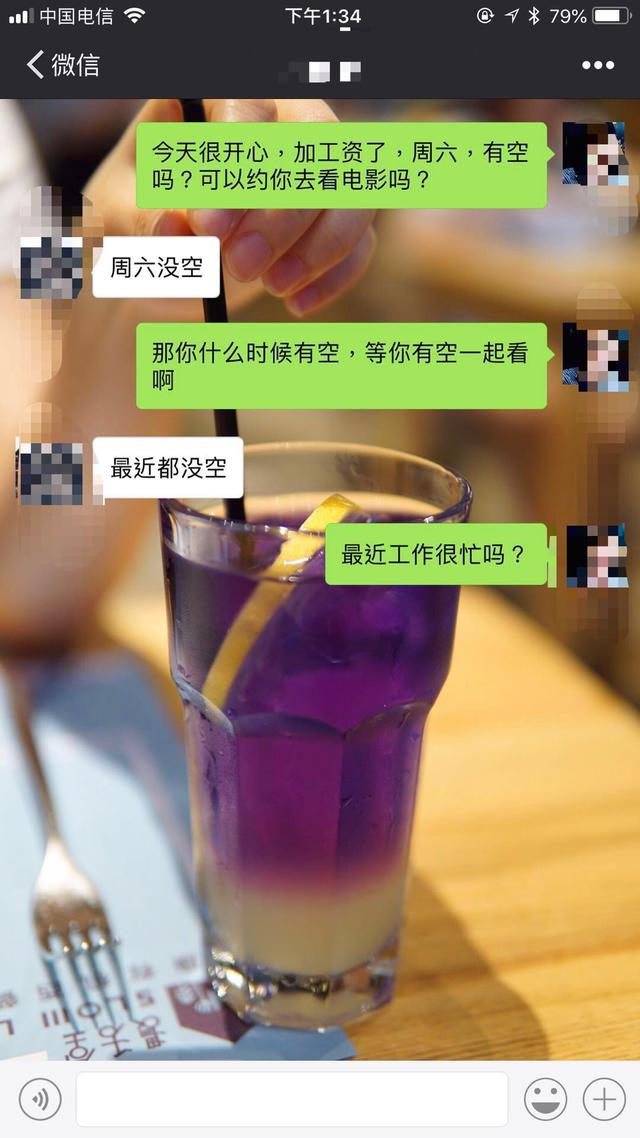 中国电信
下午1:34
79%
微信
今天很开心，加工资了，周六，有空
吗？可以约你去看电影吗？
周六没空
那你什么时候有空，等你有空一起看
啊
最近都没空
最近工作很忙吗？